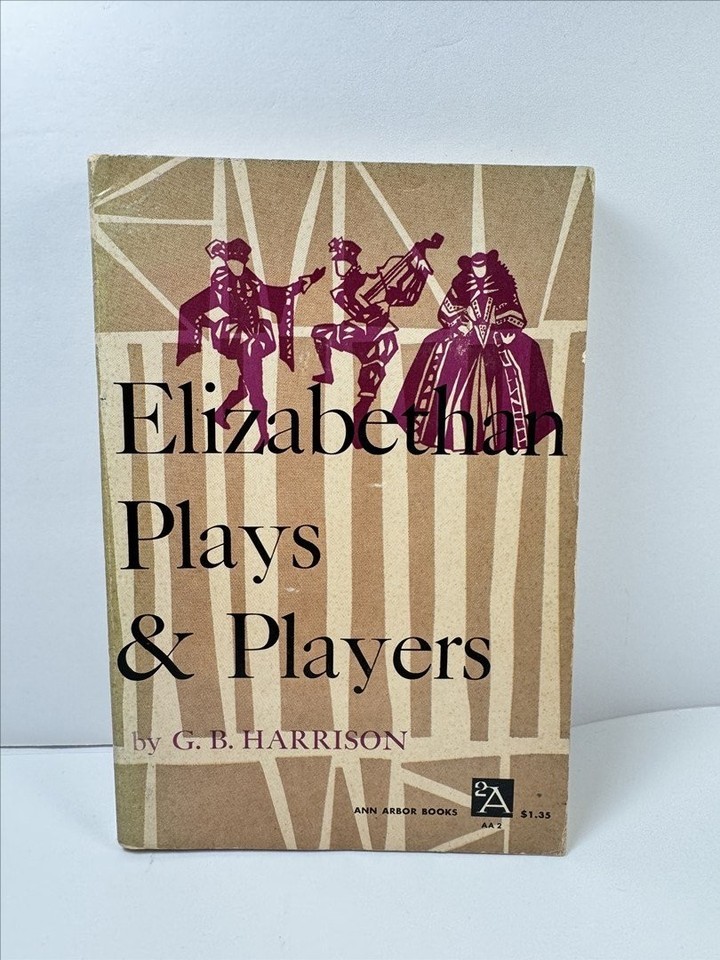 Elizabethan
Plays
& Players
by G. B. HARRISON
ANN ARBOR BOOKS
2A
AA 2
$1.35